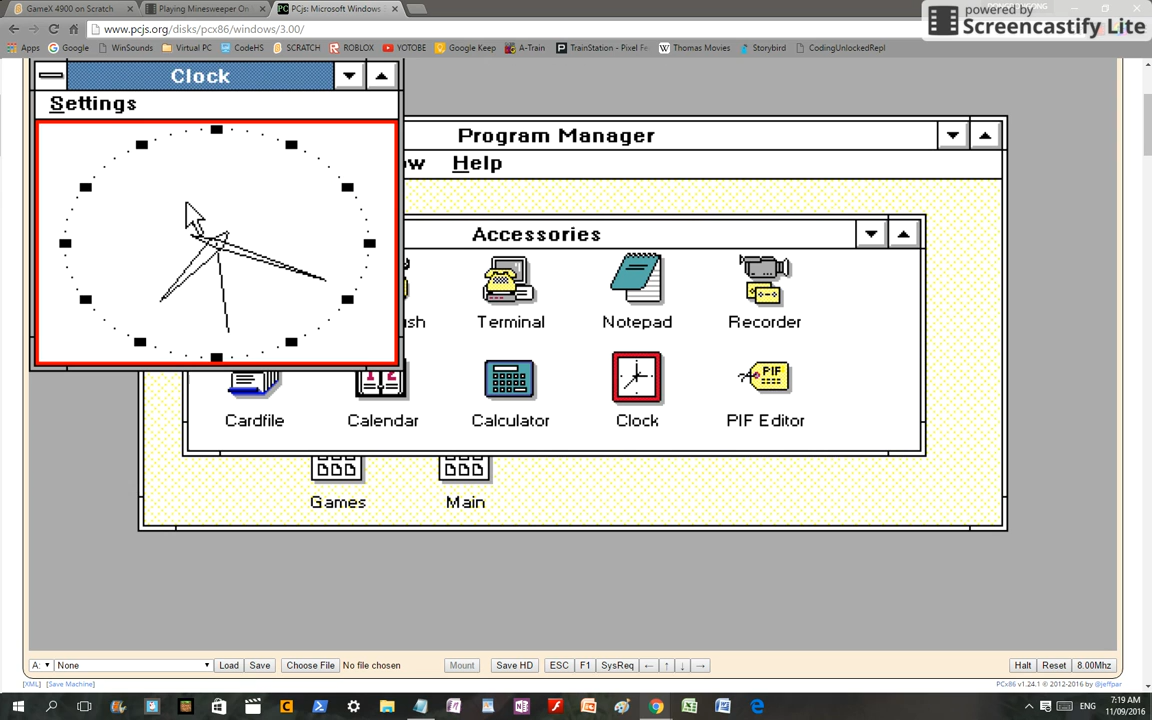 GameX 4900 on Scratch
Playing Minesweeper On
PCjs: Microsoft Windows
powered by
Screencastify Lite
www.pcjs.org/disks/pcx86/windows/3.00/
Apps Google WinSounds Virtual PC CodeHS SCRATCH ROBLOX YOTOBE Google Keep A-Train TrainStation - Pixel Fe Thomas Movies Storybird CodingUnlockedRepl
Clock
Settings
Program Manager
ow Help
Accessories
sh Terminal Notepad Recorder
Cardfile Calendar Calculator Clock PIF Editor
PIF
Games Main
A: None Load Save Choose File No file chosen Mount Save HD ESC F1 SysReq ← ↑ ↓ → Halt Reset 8.00Mhz
[XML] [Save Machine] PCx86 v1.24.1 © 2012-2016 by @jeffpar
ENG 7:19 AM
11/09/2016